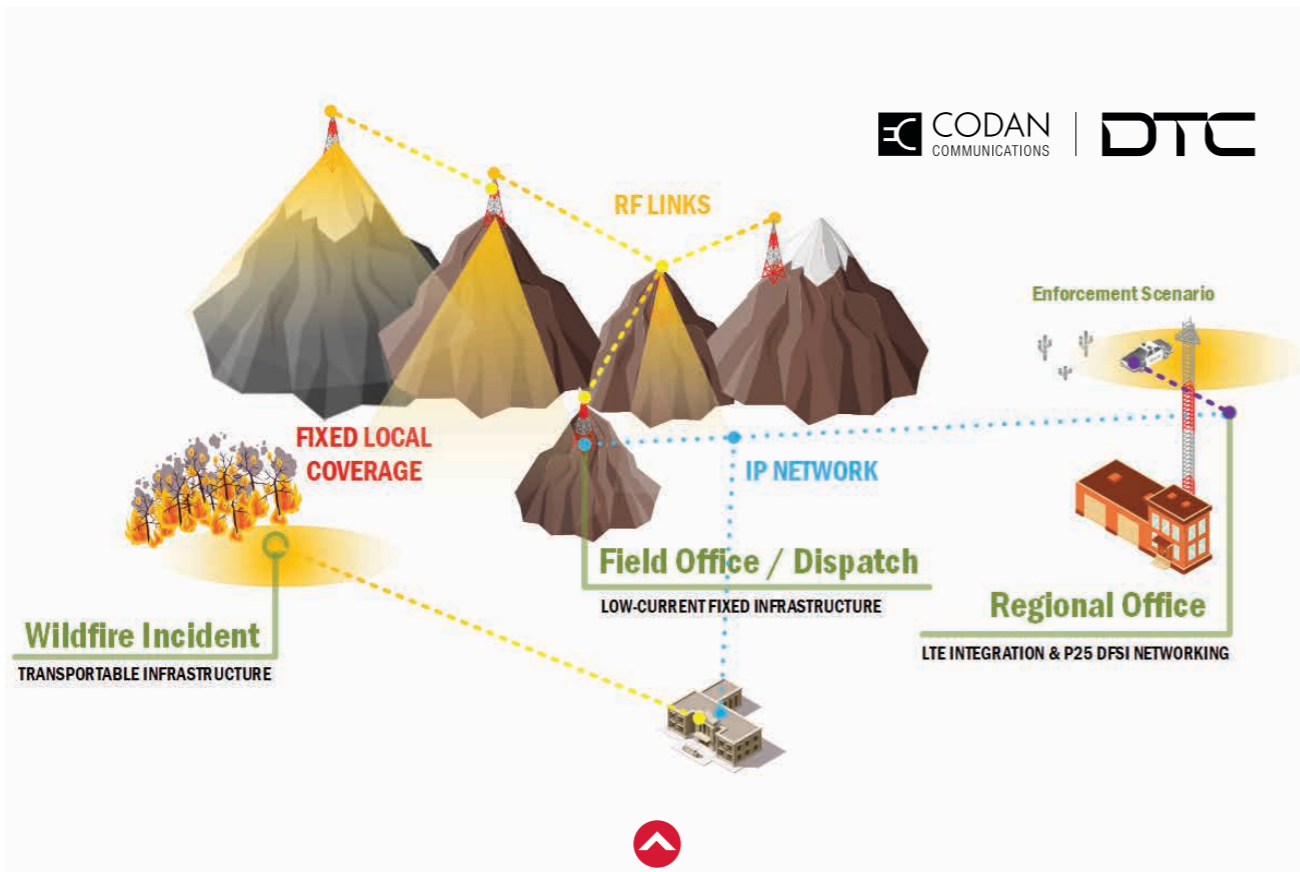 CODAN
COMMUNICATIONS
DTC
RF LINKS
Enforcement Scenario
FIXED LOCAL
COVERAGE
IP NETWORK
Field Office / Dispatch
LOW-CURRENT FIXED INFRASTRUCTURE
Regional Office
LTE INTEGRATION & P25 DFSI NETWORKING
Wildfire Incident
TRANSPORTABLE INFRASTRUCTURE